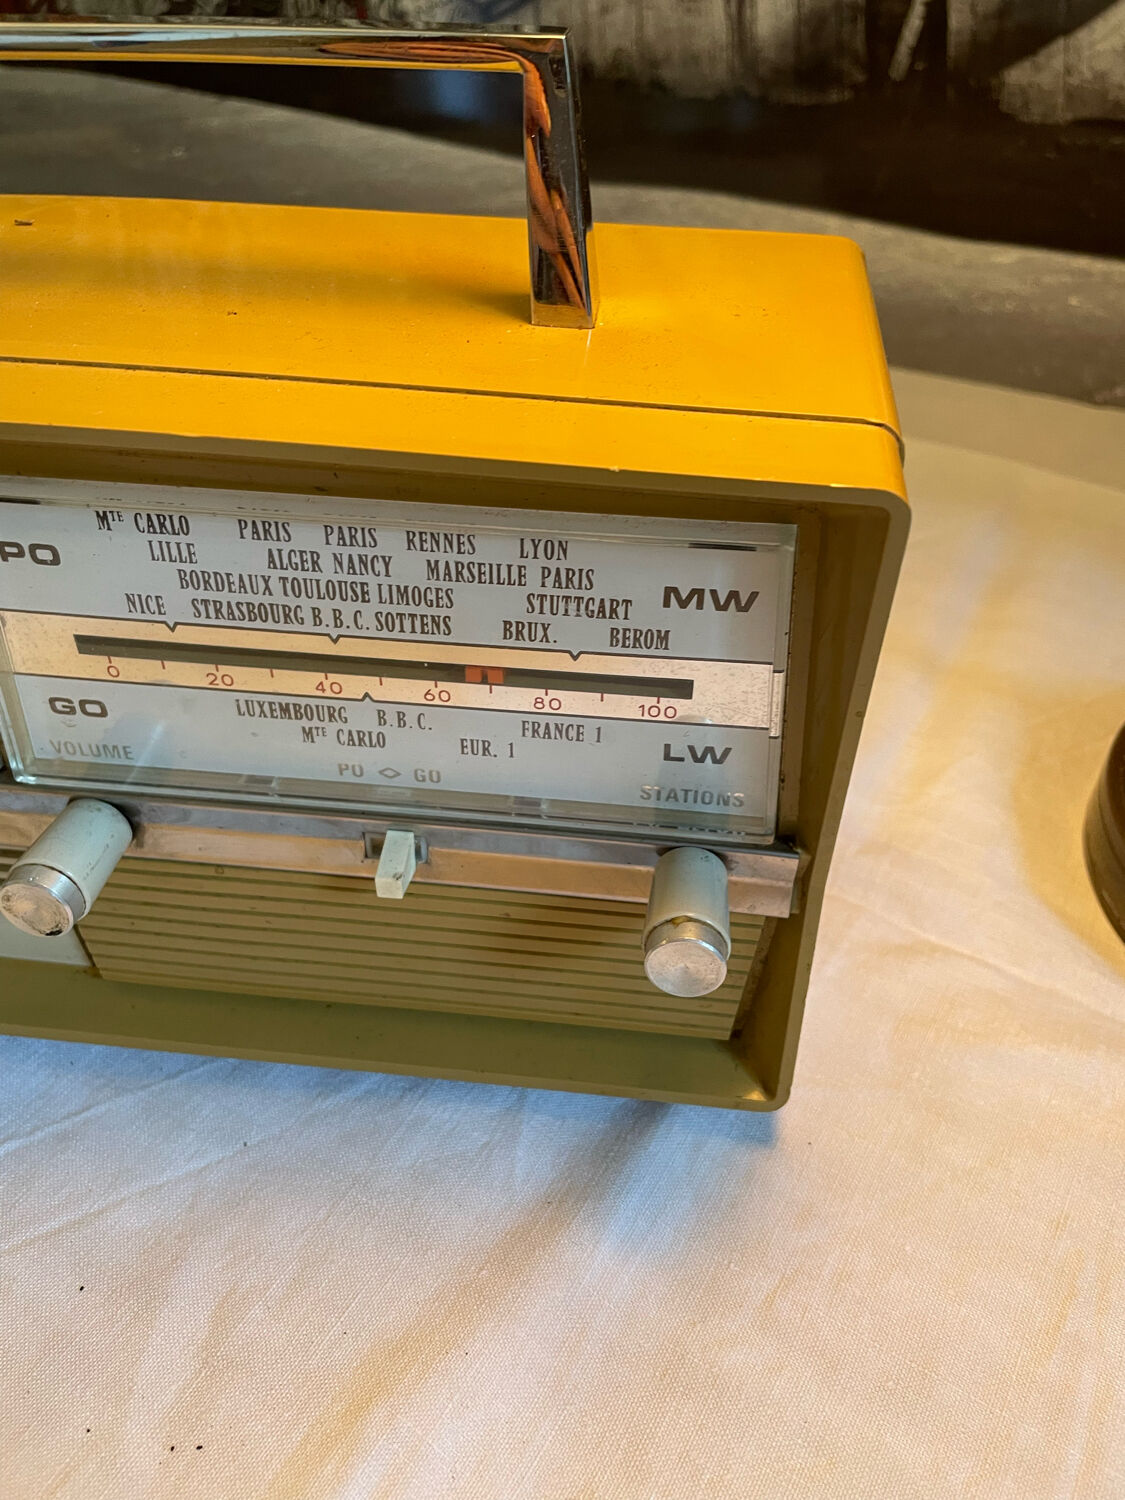 MTE CARLO PARIS PARIS RENNES LYON
PO LILLE ALGER NANCY MARSEILLE PARIS
BORDEAUX TOULOUSE LIMOGES STUTTGART MW
NICE STRASBOURG B.B.C. SOTTENS BRUX. BEROM
0 20 40 60 80 100
GO LUXEMBOURG B.B.C. FRANCE 1
MTE CARLO EUR. 1 LW
VOLUME PO <> GO STATIONS